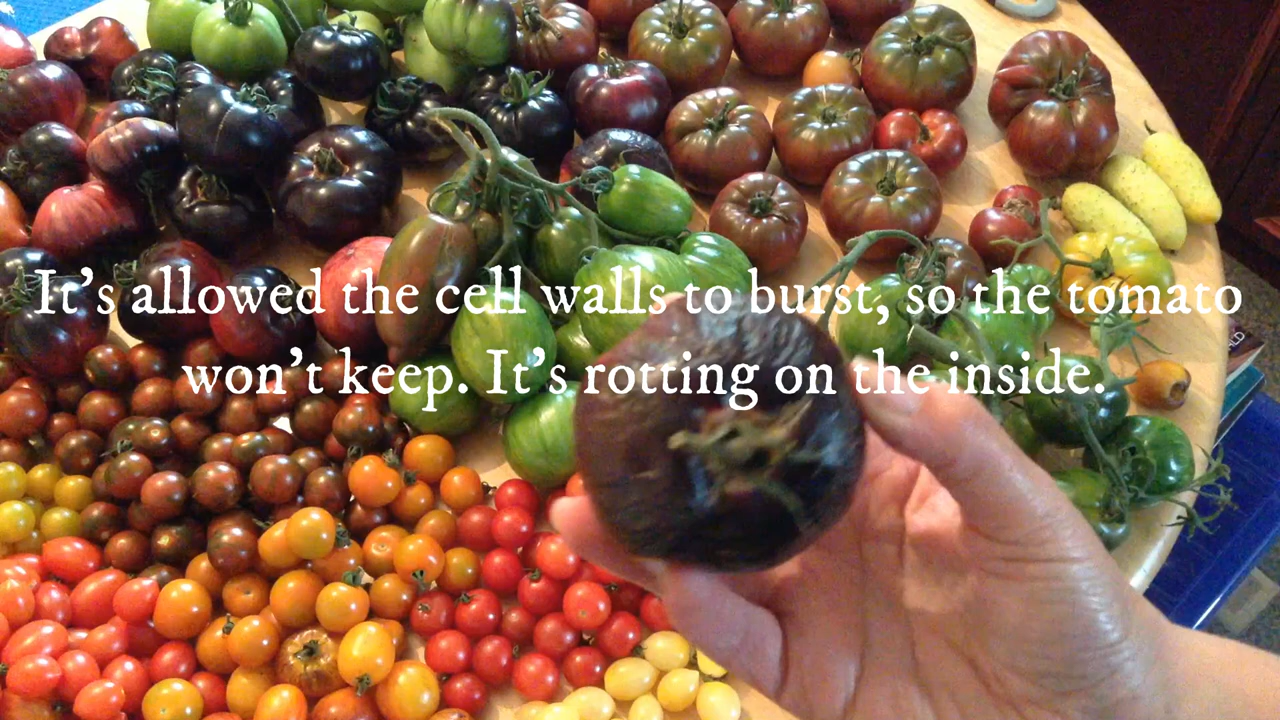 It’s allowed the cell walls to burst, so the tomato
won’t keep. It’s rotting on the inside.